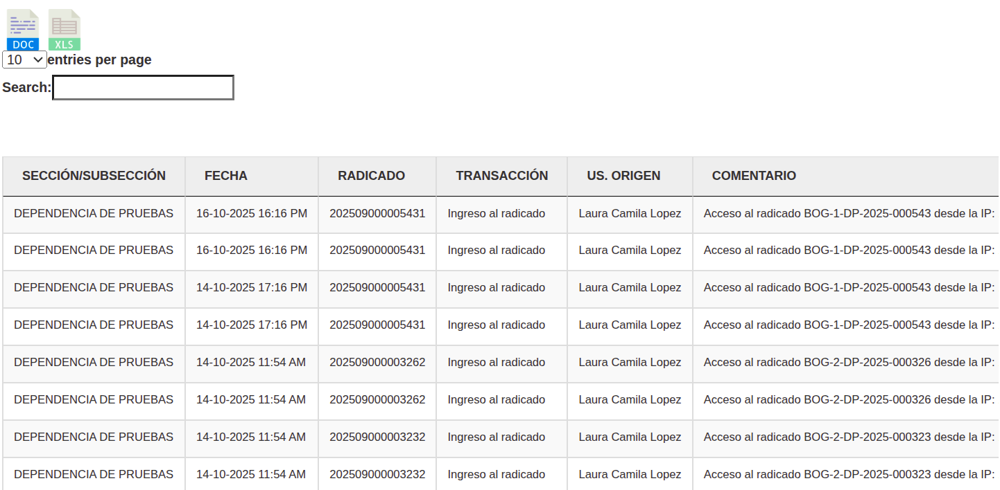 DOC XLS
10 entries per page
Search:
SECCIÓN/SUBSECCIÓN FECHA RADICADO TRANSACCIÓN US. ORIGEN COMENTARIO
DEPENDENCIA DE PRUEBAS 16-10-2025 16:16 PM 202509000005431 Ingreso al radicado Laura Camila Lopez Acceso al radicado BOG-1-DP-2025-000543 desde la IP:
DEPENDENCIA DE PRUEBAS 16-10-2025 16:16 PM 202509000005431 Ingreso al radicado Laura Camila Lopez Acceso al radicado BOG-1-DP-2025-000543 desde la IP:
DEPENDENCIA DE PRUEBAS 14-10-2025 17:16 PM 202509000005431 Ingreso al radicado Laura Camila Lopez Acceso al radicado BOG-1-DP-2025-000543 desde la IP:
DEPENDENCIA DE PRUEBAS 14-10-2025 17:16 PM 202509000005431 Ingreso al radicado Laura Camila Lopez Acceso al radicado BOG-1-DP-2025-000543 desde la IP:
DEPENDENCIA DE PRUEBAS 14-10-2025 11:54 AM 202509000003262 Ingreso al radicado Laura Camila Lopez Acceso al radicado BOG-2-DP-2025-000326 desde la IP:
DEPENDENCIA DE PRUEBAS 14-10-2025 11:54 AM 202509000003262 Ingreso al radicado Laura Camila Lopez Acceso al radicado BOG-2-DP-2025-000326 desde la IP:
DEPENDENCIA DE PRUEBAS 14-10-2025 11:54 AM 202509000003232 Ingreso al radicado Laura Camila Lopez Acceso al radicado BOG-2-DP-2025-000323 desde la IP:
DEPENDENCIA DE PRUEBAS 14-10-2025 11:54 AM 202509000003232 Ingreso al radicado Laura Camila Lopez Acceso al radicado BOG-2-DP-2025-000323 desde la IP: